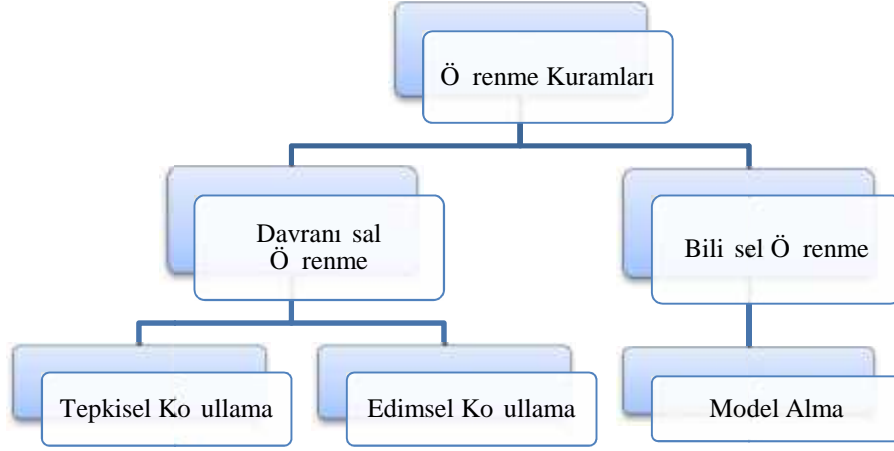 Ö renme Kuramları
Davranı sal
Ö renme
Bili sel Ö renme
Tepkisel Ko ullama
Edimsel Ko ullama
Model Alma